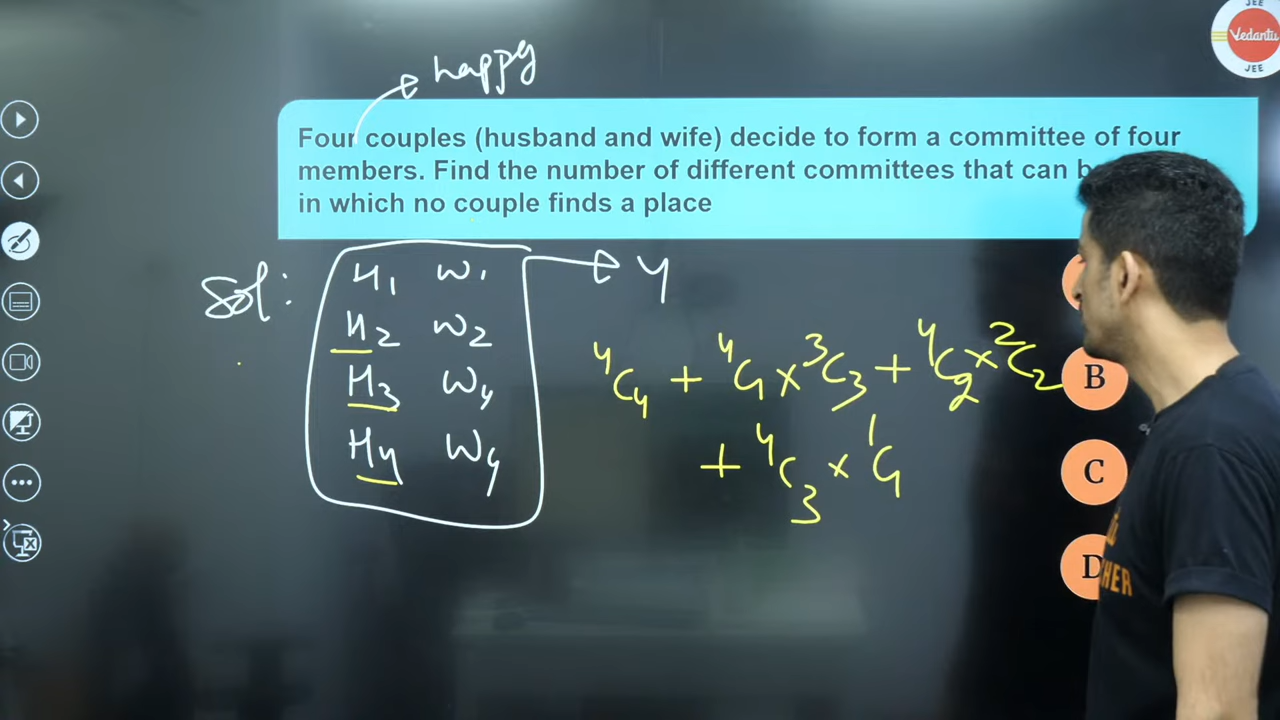 happy
JEE
Vedantu
JEE
Four couples (husband and wife) decide to form a committee of four
members. Find the number of different committees that can b
in which no couple finds a place
Sol:
H₁ W₁
H₂ W₂
H₃ W₄
H₄ W₄
→ 4
⁴C₄ + ⁴C₁ × ³C₃ + ⁴C₂ × ²C₂
+ ⁴C₃ × ¹C₁
B
C
D
HER